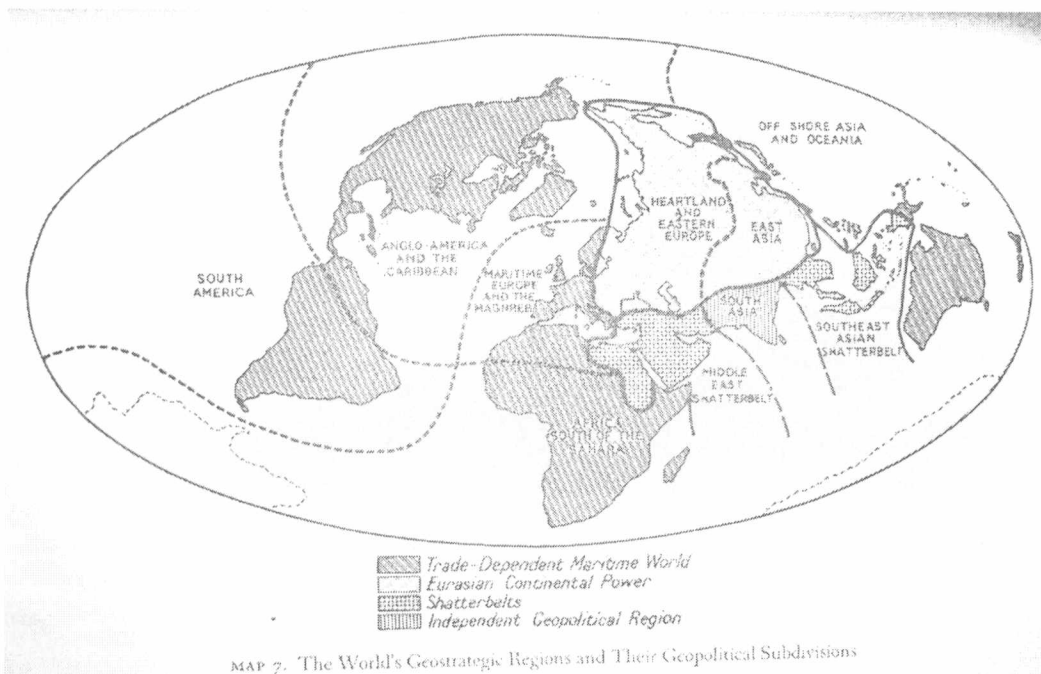 OFF SHORE ASIA
AND OCEANIA
HEARTLAND
AND
EASTERN
EUROPE
EAST
ASIA
ANGLO-AMERICA
AND THE
CARIBBEAN
SOUTH
AMERICA
MARITIME
EUROPE
AND THE
MAGHREB
SOUTH
ASIA
SOUTHEAST
ASIAN
SHATTERBELT
MIDDLE
EAST
SHATTERBELT
AFRICA
SOUTH OF THE
SAHARA
Trade-Dependent Maritime World
Eurasian Continental Power
Shatterbelts
Independent Geopolitical Region
MAP 7. The World's Geostrategic Regions and Their Geopolitical Subdivisions